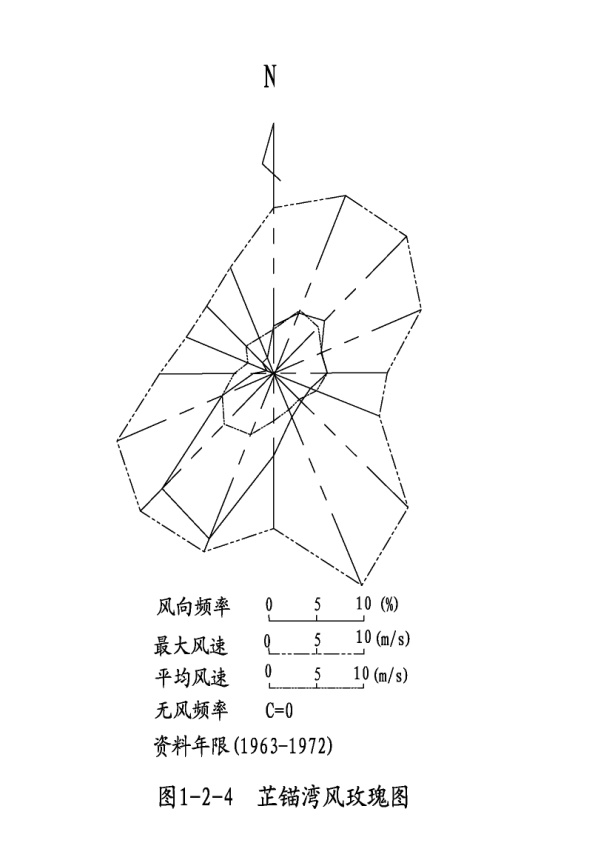 N
风向频率 0 5 10 (%)
最大风速 0 5 10(m/s)
平均风速 0 5 10(m/s)
无风频率 C=0
资料年限(1963-1972)
图1-2-4 芷锚湾风玫瑰图